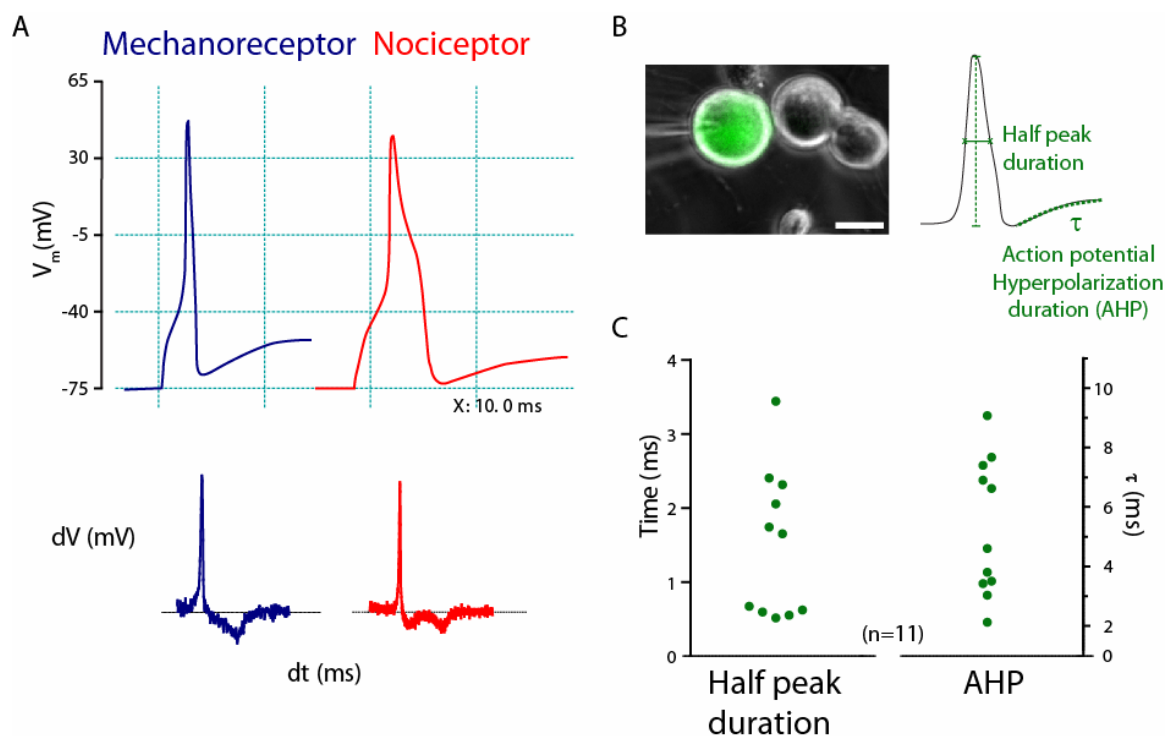 A
Mechanoreceptor Nociceptor
65
30
-5
-40
-75
Vm(mV)
X: 10. 0 ms
dV (mV)
dt (ms)
B
Half peak
duration
τ
Action potential
Hyperpolarization
duration (AHP)
C
4
3
2
1
0
Time (ms)
(n=11)
10
8
6
4
2
0
τ (ms)
Half peak
duration
AHP